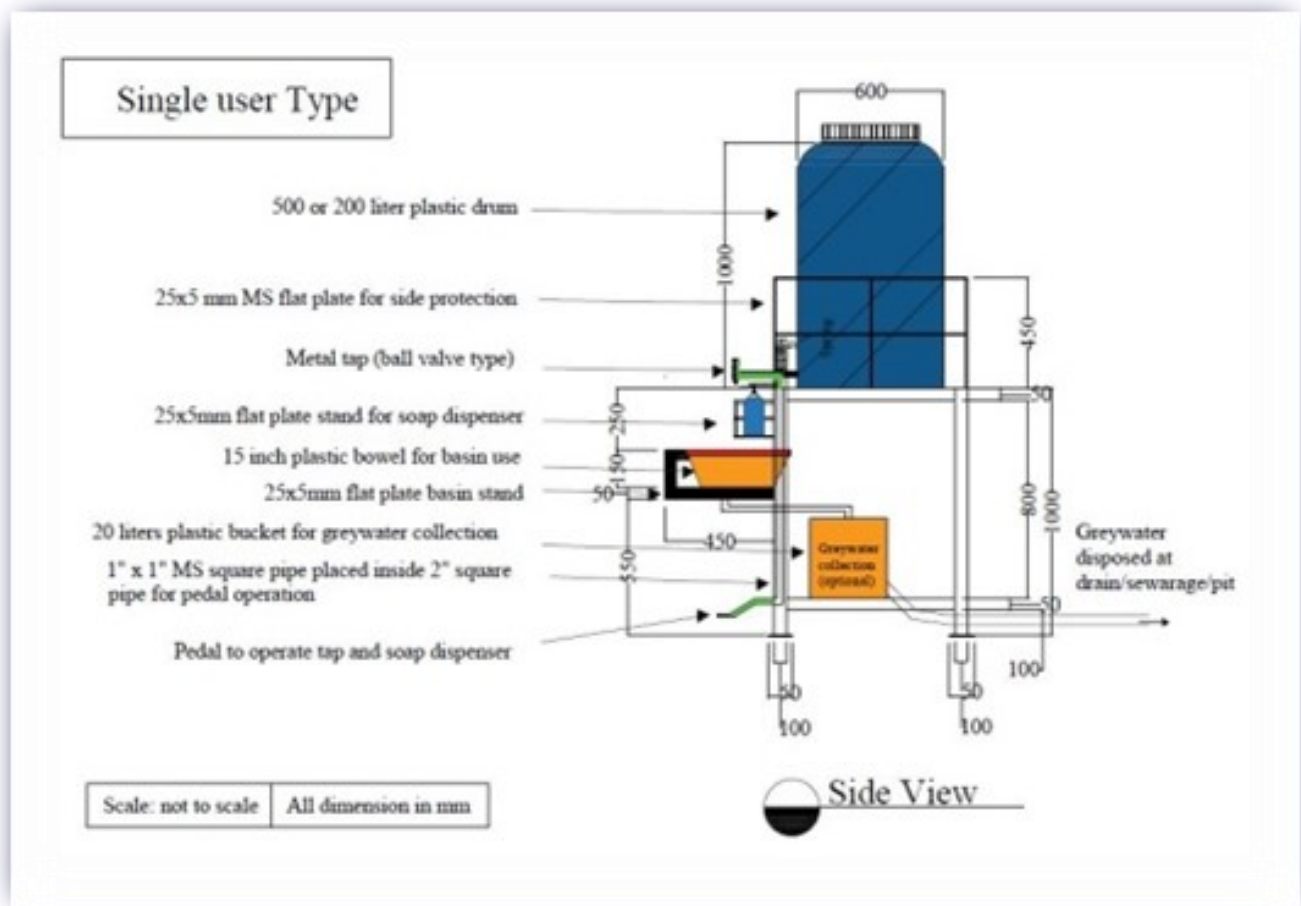 Single user Type
600
500 or 200 liter plastic drum
1000
25x5 mm MS flat plate for side protection
450
Metal tap (ball valve type)
50
25x5mm flat plate stand for soap dispenser
250
15 inch plastic bowel for basin use
150
25x5mm flat plate basin stand
50
800
1000
20 liters plastic bucket for greywater collection
450
Greywater
collection
(optional)
Greywater
disposed at
drain/sewarage/pit
550
1" x 1" MS square pipe placed inside 2" square
pipe for pedal operation
50
Pedal to operate tap and soap dispenser
100
50
100
50
100
Scale: not to scale
All dimension in mm
Side View